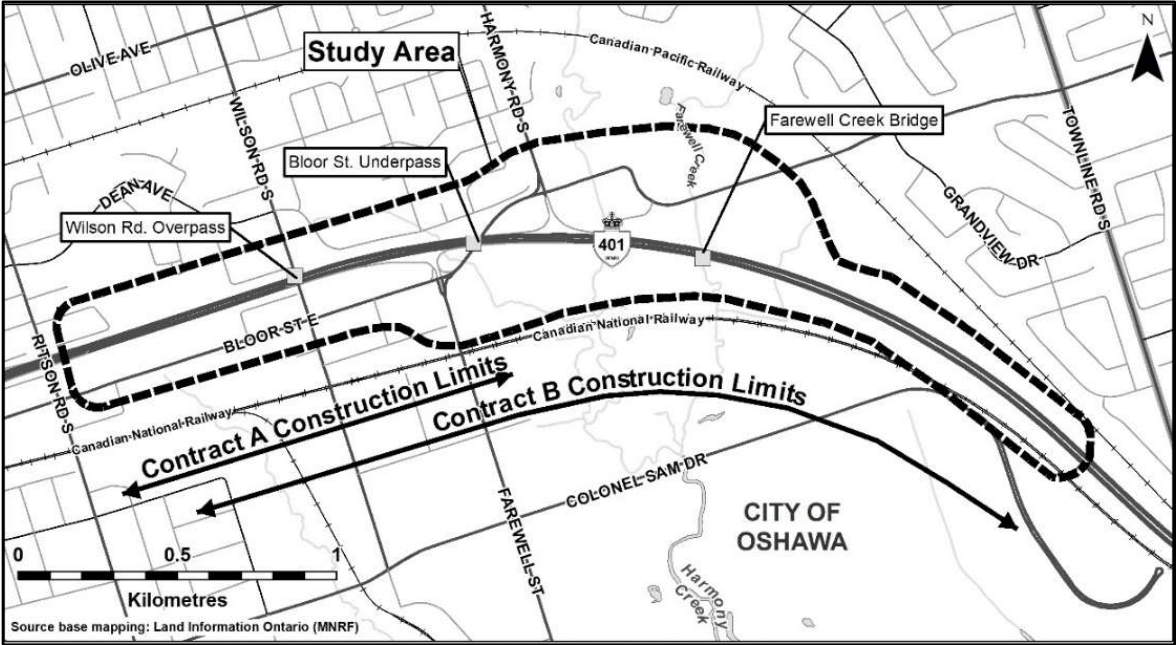 OLIVE AVE
Study Area
HARMONY RD S
Canadian Pacific Railway
N
WILSON RD S
Farewell Creek Bridge
TOWNLINE RD S
Bloor St. Underpass
Farewell Creek
DEAN AVE
GRANDVIEW DR
Wilson Rd. Overpass
401
BLOOR ST E
RITSON RD S
Canadian National Railway
Contract A Construction Limits
Contract B Construction Limits
Canadian National Railway
COLONEL SAM DR
FAREWELL ST
CITY OF
OSHAWA
0 0.5 1
Kilometres
Harmony
Creek
Source base mapping: Land Information Ontario (MNRF)